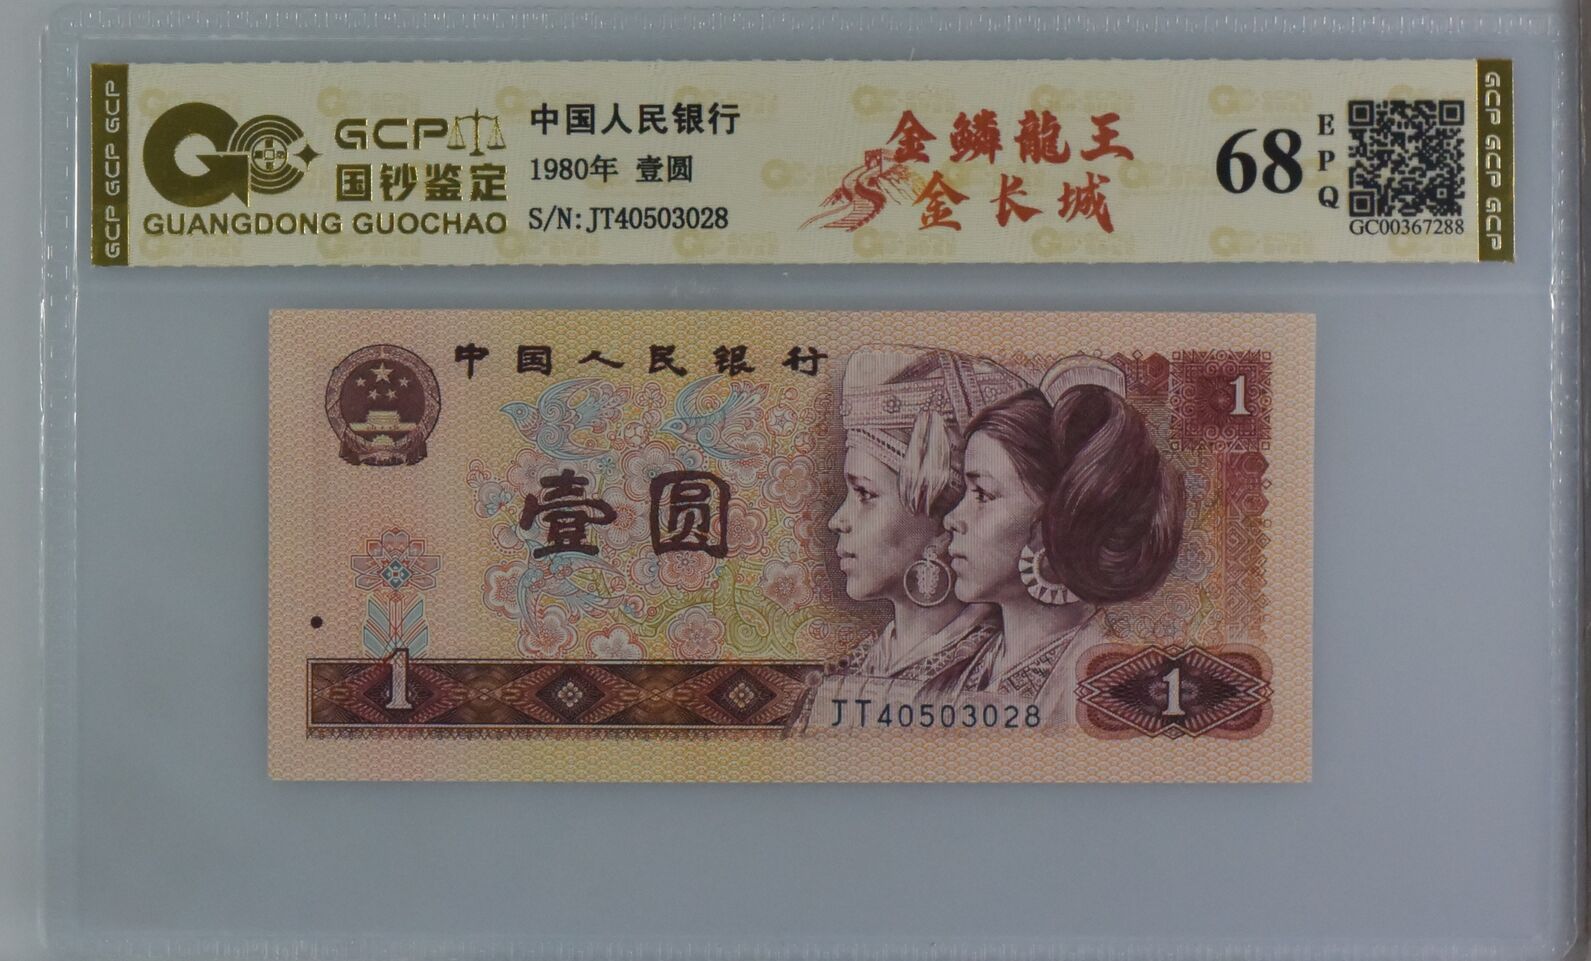 GCP GCP GCP
GCP
国钞鉴定
GUANGDONG GUOCHAO
中国人民银行
1980年 壹圆
S/N:JT40503028
金鳞龍王
金长城
68
EPQ
GC00367288
GCP GCP GCP
中国人民银行
1
壹圆
1
JT40503028
1